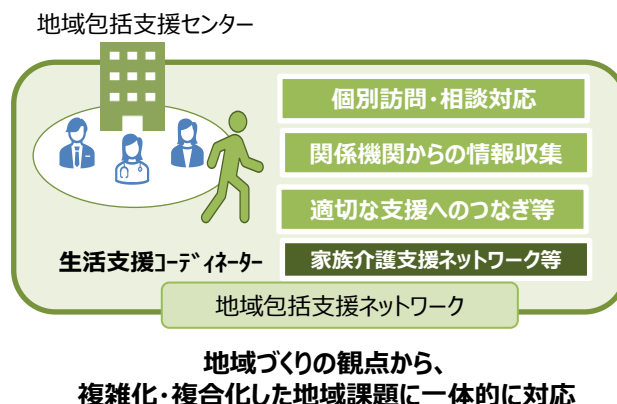 地域包括支援センター
個別訪問・相談対応
関係機関からの情報収集
適切な支援へのつなぎ等
生活支援ｺｰﾃﾞｨﾈｰﾀｰ
家族介護支援ネットワーク等
地域包括支援ネットワーク
地域づくりの観点から、
複雑化・複合化した地域課題に一体的に対応